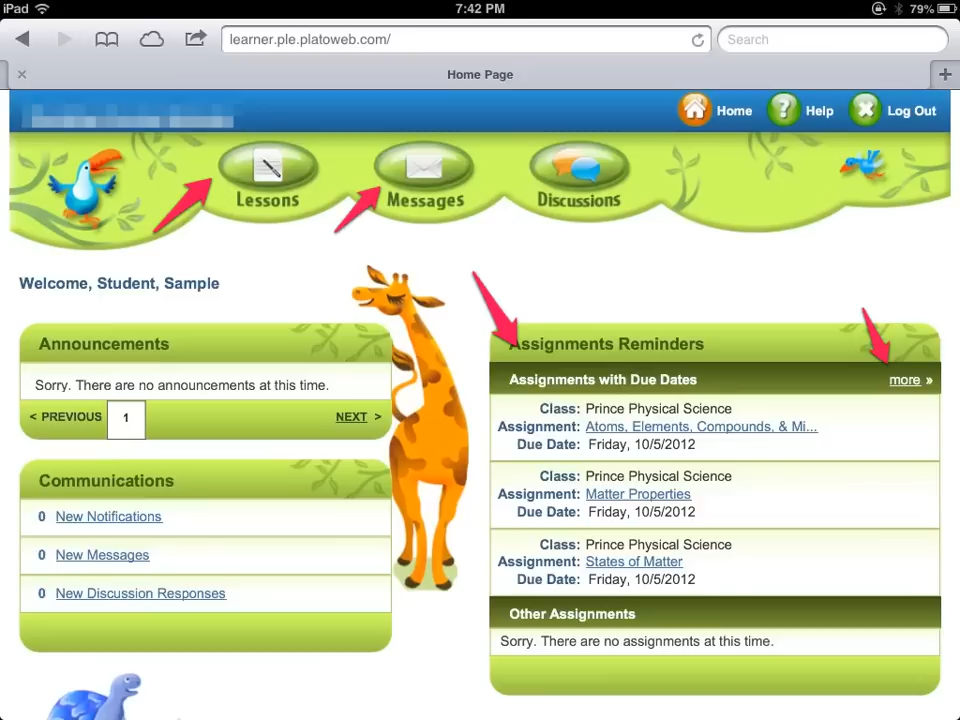 iPad 7:42 PM 79%
learner.ple.platoweb.com/ Search
Home Page
Home Help Log Out
Lessons Messages Discussions
Welcome, Student, Sample
Announcements
Sorry. There are no announcements at this time.
< PREVIOUS 1 NEXT >
Communications
0 New Notifications
0 New Messages
0 New Discussion Responses
Assignments Reminders
Assignments with Due Dates more »
Class: Prince Physical Science
Assignment: Atoms, Elements, Compounds, & Mi...
Due Date: Friday, 10/5/2012
Class: Prince Physical Science
Assignment: Matter Properties
Due Date: Friday, 10/5/2012
Class: Prince Physical Science
Assignment: States of Matter
Due Date: Friday, 10/5/2012
Other Assignments
Sorry. There are no assignments at this time.